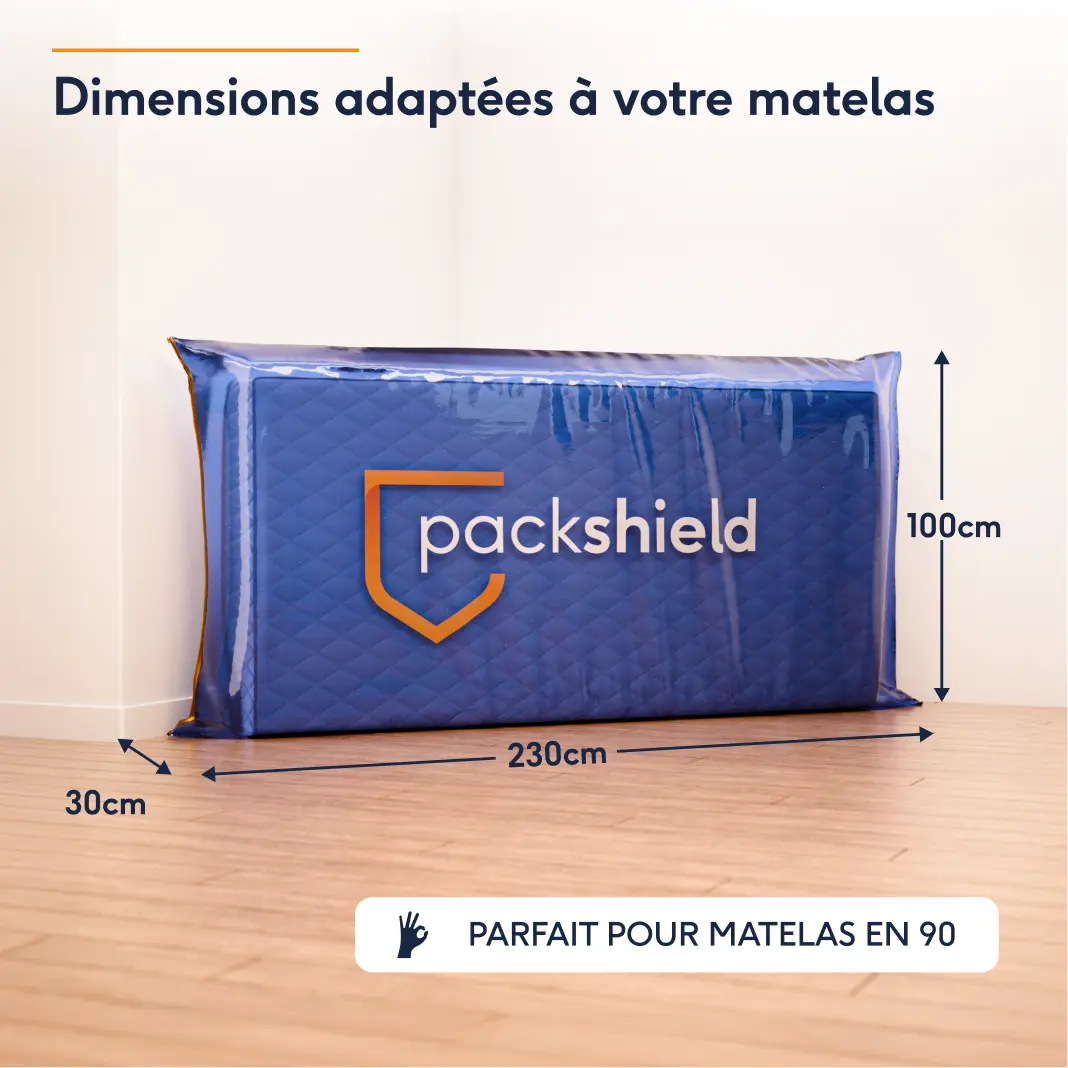 Dimensions adaptées à votre matelas
packshield
100cm
230cm
30cm
PARFAIT POUR MATELAS EN 90